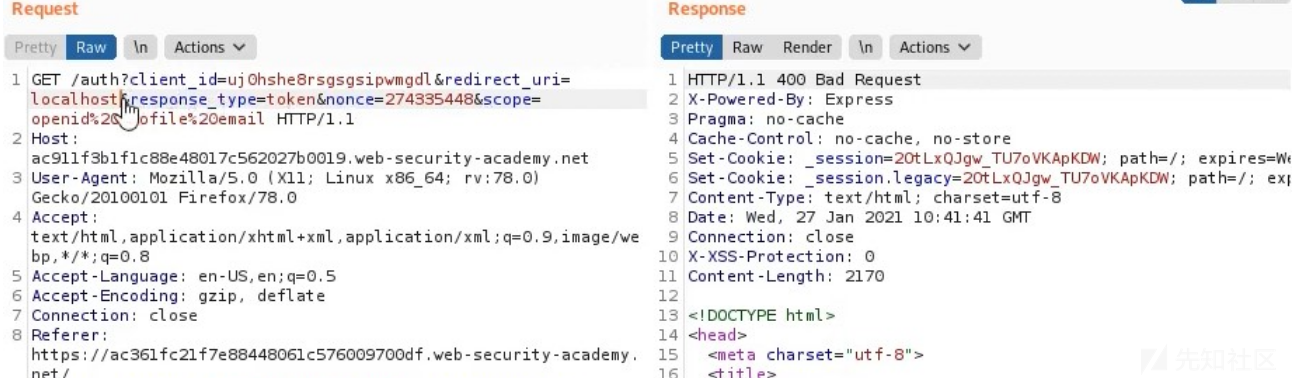 Request
Pretty Raw \n Actions
1 GET /auth?client_id=uj0hshe8rsgsgsipwmgdl&redirect_uri=
localhost&response_type=token&nonce=274335448&scope=
openid%20profile%20email HTTP/1.1
2 Host:
ac911f3b1f1c88e48017c562027b0019.web-security-academy.net
3 User-Agent: Mozilla/5.0 (X11; Linux x86_64; rv:78.0)
Gecko/20100101 Firefox/78.0
4 Accept:
text/html,application/xhtml+xml,application/xml;q=0.9,image/we
bp,*/*;q=0.8
5 Accept-Language: en-US,en;q=0.5
6 Accept-Encoding: gzip, deflate
7 Connection: close
8 Referer:
https://ac361fc21f7e88448061c576009700df.web-security-academy.
net/
Response
Pretty Raw Render \n Actions
1 HTTP/1.1 400 Bad Request
2 X-Powered-By: Express
3 Pragma: no-cache
4 Cache-Control: no-cache, no-store
5 Set-Cookie: _session=2OtLxQJgw_TU7oVKApKDW; path=/; expires=We
6 Set-Cookie: _session.legacy=2OtLxQJgw_TU7oVKApKDW; path=/; exp
7 Content-Type: text/html; charset=utf-8
8 Date: Wed, 27 Jan 2021 10:41:41 GMT
9 Connection: close
10 X-XSS-Protection: 0
11 Content-Length: 2170
12
13 <!DOCTYPE html>
14 <head>
15 <meta charset="utf-8">
16 <title>
先知社区